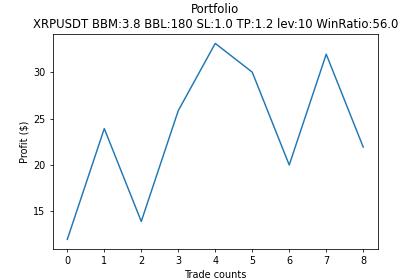 Portfolio
XRPUSDT BBM:3.8 BBL:180 SL:1.0 TP:1.2 lev:10 WinRatio:56.0
Profit ($)
30
25
20
15
0 1 2 3 4 5 6 7 8
Trade counts